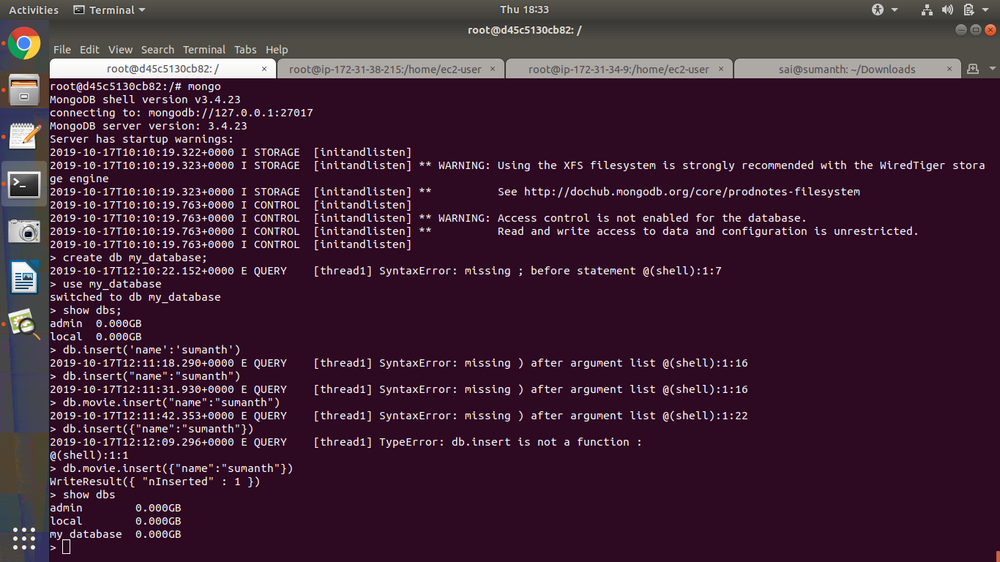 Activities Terminal Thu 18:33
root@d45c5130cb82: /
File Edit View Search Terminal Tabs Help
root@d45c5130cb82: / × root@ip-172-31-38-215:/home/ec2-user × root@ip-172-31-34-9:/home/ec2-user × sai@sumanth: ~/Downloads ×
root@d45c5130cb82:/# mongo
MongoDB shell version v3.4.23
connecting to: mongodb://127.0.0.1:27017
MongoDB server version: 3.4.23
Server has startup warnings:
2019-10-17T10:10:19.322+0000 I STORAGE  [initandlisten]
2019-10-17T10:10:19.323+0000 I STORAGE  [initandlisten] ** WARNING: Using the XFS filesystem is strongly recommended with the WiredTiger stora
ge engine
2019-10-17T10:10:19.323+0000 I STORAGE  [initandlisten] **          See http://dochub.mongodb.org/core/prodnotes-filesystem
2019-10-17T10:10:19.763+0000 I CONTROL  [initandlisten]
2019-10-17T10:10:19.763+0000 I CONTROL  [initandlisten] ** WARNING: Access control is not enabled for the database.
2019-10-17T10:10:19.763+0000 I CONTROL  [initandlisten] **          Read and write access to data and configuration is unrestricted.
2019-10-17T10:10:19.763+0000 I CONTROL  [initandlisten]
> create db my_database;
2019-10-17T12:10:22.152+0000 E QUERY    [thread1] SyntaxError: missing ; before statement @(shell):1:7
> use my_database
switched to db my_database
> show dbs;
admin  0.000GB
local  0.000GB
> db.insert('name':'sumanth')
2019-10-17T12:11:18.290+0000 E QUERY    [thread1] SyntaxError: missing ) after argument list @(shell):1:16
> db.insert("name":"sumanth")
2019-10-17T12:11:31.930+0000 E QUERY    [thread1] SyntaxError: missing ) after argument list @(shell):1:16
> db.movie.insert("name":"sumanth")
2019-10-17T12:11:42.353+0000 E QUERY    [thread1] SyntaxError: missing ) after argument list @(shell):1:22
> db.insert({"name":"sumanth"})
2019-10-17T12:12:09.296+0000 E QUERY    [thread1] TypeError: db.insert is not a function :
@(shell):1:1
> db.movie.insert({"name":"sumanth"})
WriteResult({ "nInserted" : 1 })
> show dbs
admin        0.000GB
local        0.000GB
my_database  0.000GB
>